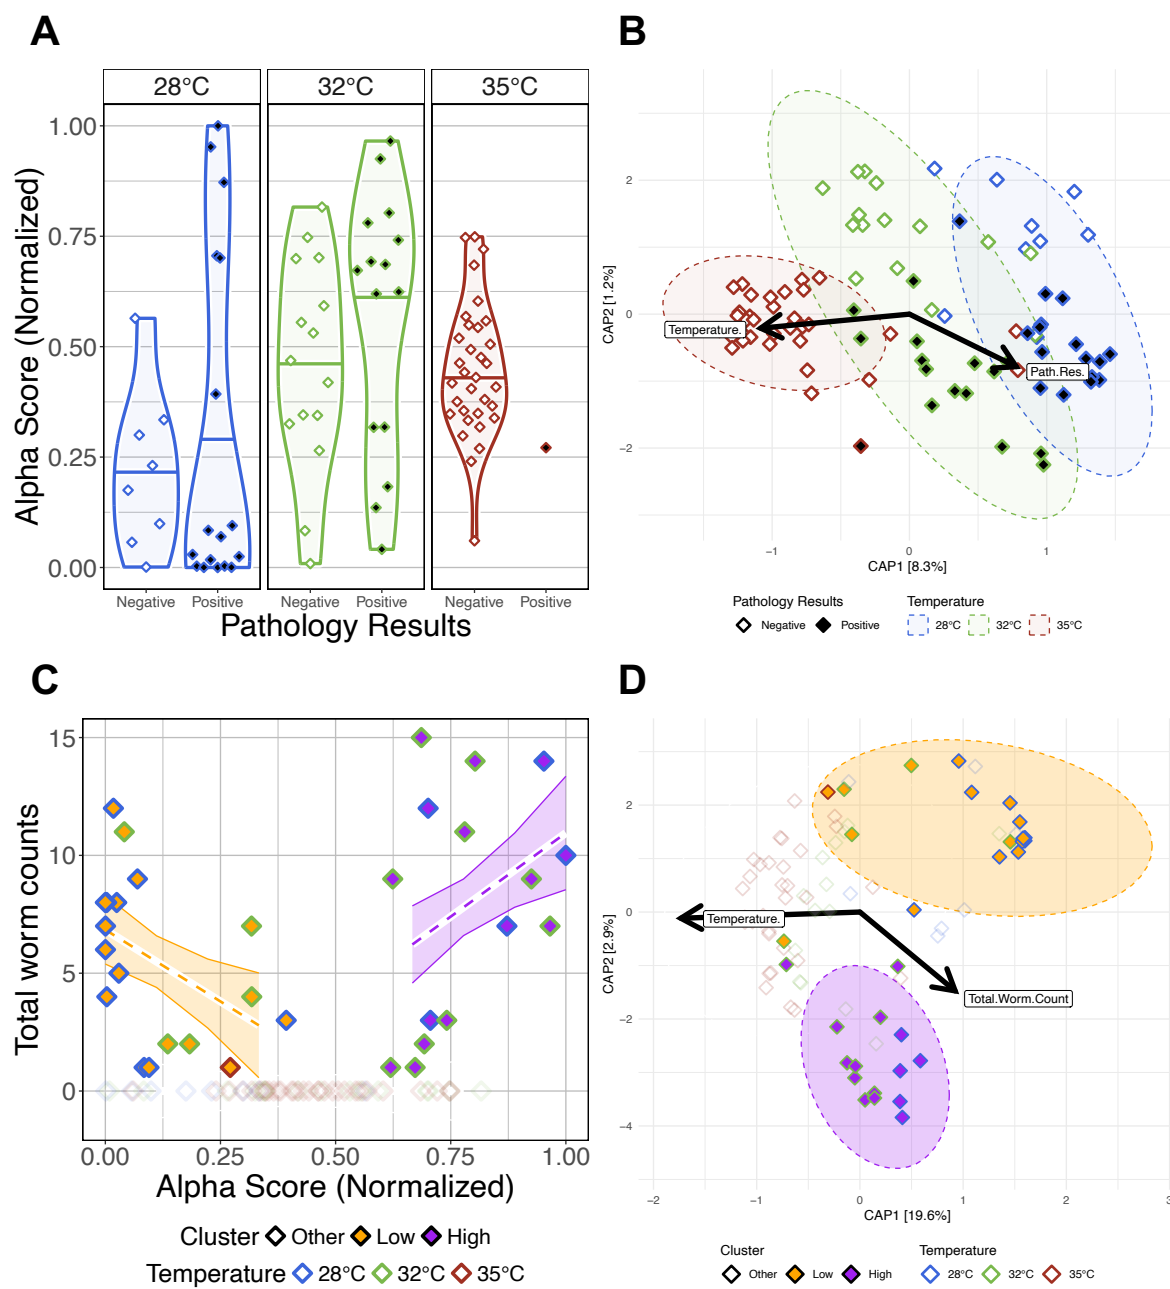 A
28°C 32°C 35°C
1.00
0.75
0.50
0.25
0.00
Alpha Score (Normalized)
Negative Positive Negative Positive Negative Positive
Pathology Results
B
2
0
−2
CAP2 [1.2%]
Temperature.
Path.Res.
−1 0 1
CAP1 [8.3%]
Pathology Results Temperature
Negative Positive 28°C 32°C 35°C
C
15
10
5
0
Total worm counts
0.00 0.25 0.50 0.75 1.00
Alpha Score (Normalized)
Cluster Other Low High
Temperature 28°C 32°C 35°C
D
2
0
−2
−4
CAP2 [2.9%]
Temperature.
Total.Worm.Count
−2 −1 0 1 2 3
CAP1 [19.6%]
Cluster Temperature
Other Low High 28°C 32°C 35°C